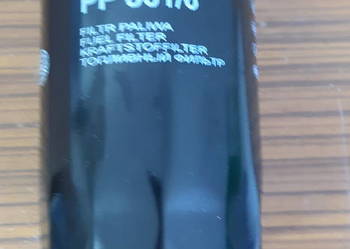 FILTR PALIWA
FUEL FILTER
KRAFTSTOFFILTER
ТОПЛИВНЫЙ ФИЛЬТР